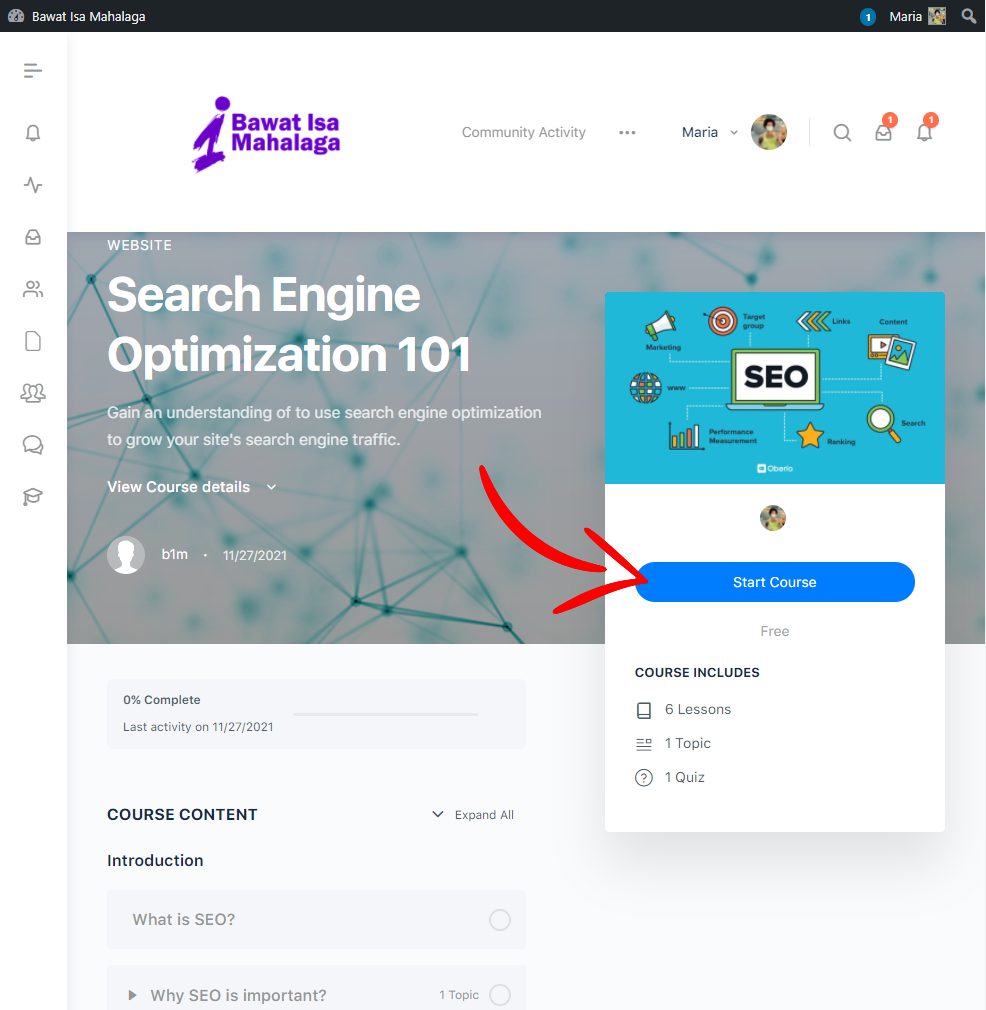 Bawat Isa Mahalaga
1
Maria
Bawat Isa
Mahalaga
Community Activity
Maria
1
1
WEBSITE
Search Engine
Optimization 101
Gain an understanding of to use search engine optimization
to grow your site's search engine traffic.
View Course details
b1m
11/27/2021
Marketing
Target
group
Links
Content
www
SEO
Performance
Measurement
Ranking
Search
Oberlo
Start Course
Free
COURSE INCLUDES
6 Lessons
1 Topic
1 Quiz
0% Complete
Last activity on 11/27/2021
COURSE CONTENT
Expand All
Introduction
What is SEO?
Why SEO is important?
1 Topic